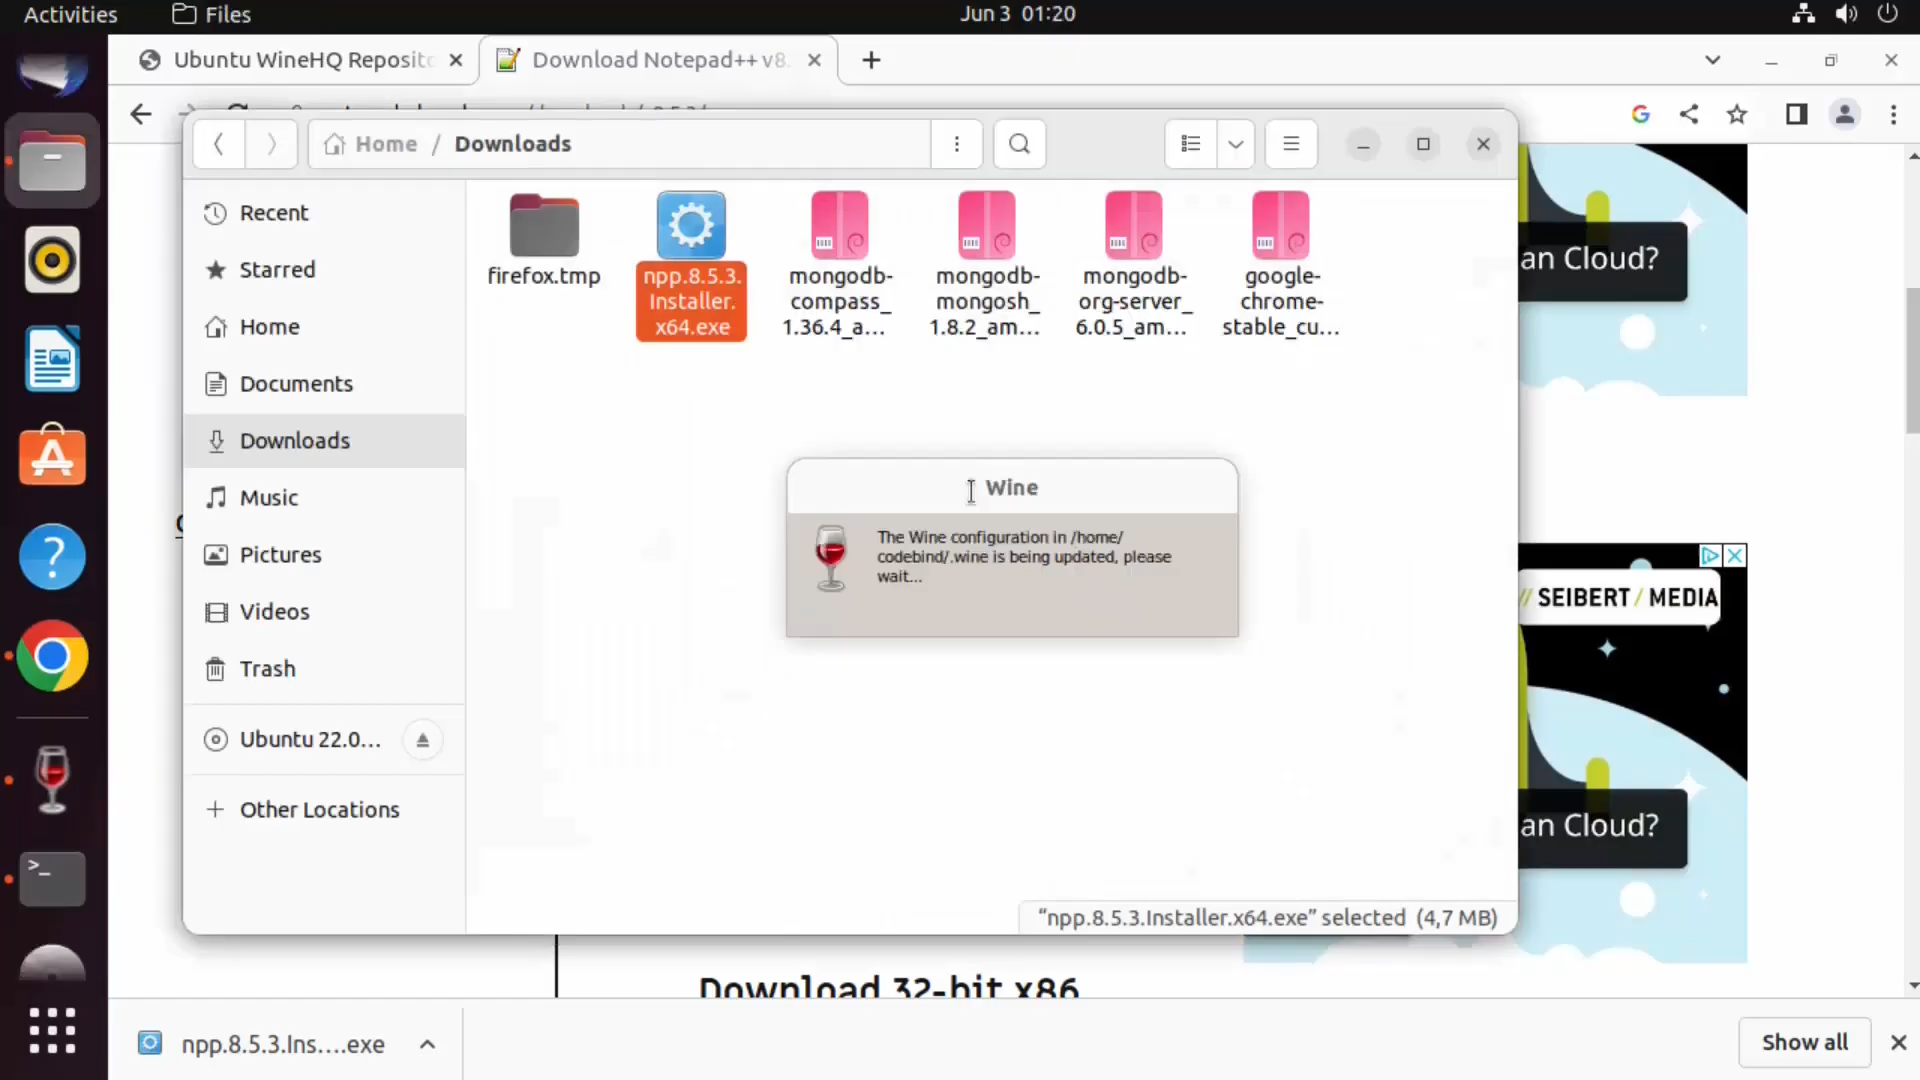 Activities
Files
Jun 3 01:20
Ubuntu WineHQ Reposito
Download Notepad++ v8.
Home / Downloads
Recent
Starred
Home
Documents
Downloads
Music
Pictures
Videos
Trash
Ubuntu 22.0...
+ Other Locations
firefox.tmp
npp.8.5.3.
Installer.
x64.exe
mongodb-
compass_
1.36.4_a...
mongodb-
mongosh_
1.8.2_am...
mongodb-
org-server_
6.0.5_am...
google-
chrome-
stable_cu...
Wine
The Wine configuration in /home/
codebind/.wine is being updated, please
wait...
"npp.8.5.3.Installer.x64.exe" selected (4,7 MB)
an Cloud?
// SEIBERT / MEDIA
an Cloud?
Download 32-bit x86
npp.8.5.3.Ins....exe
Show all